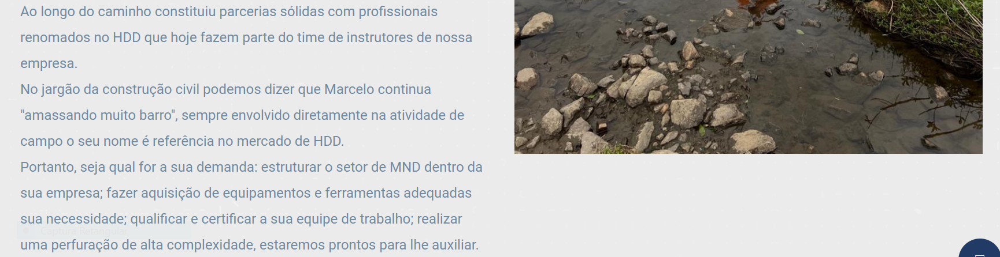 Ao longo do caminho constituiu parcerias sólidas com profissionais
renomados no HDD que hoje fazem parte do time de instrutores de nossa
empresa.
No jargão da construção civil podemos dizer que Marcelo continua
"amassando muito barro", sempre envolvido diretamente na atividade de
campo o seu nome é referência no mercado de HDD.
Portanto, seja qual for a sua demanda: estruturar o setor de MND dentro da
sua empresa; fazer aquisição de equipamentos e ferramentas adequadas
sua necessidade; qualificar e certificar a sua equipe de trabalho; realizar
Captura Retangular
uma perfuração de alta complexidade, estaremos prontos para lhe auxiliar.